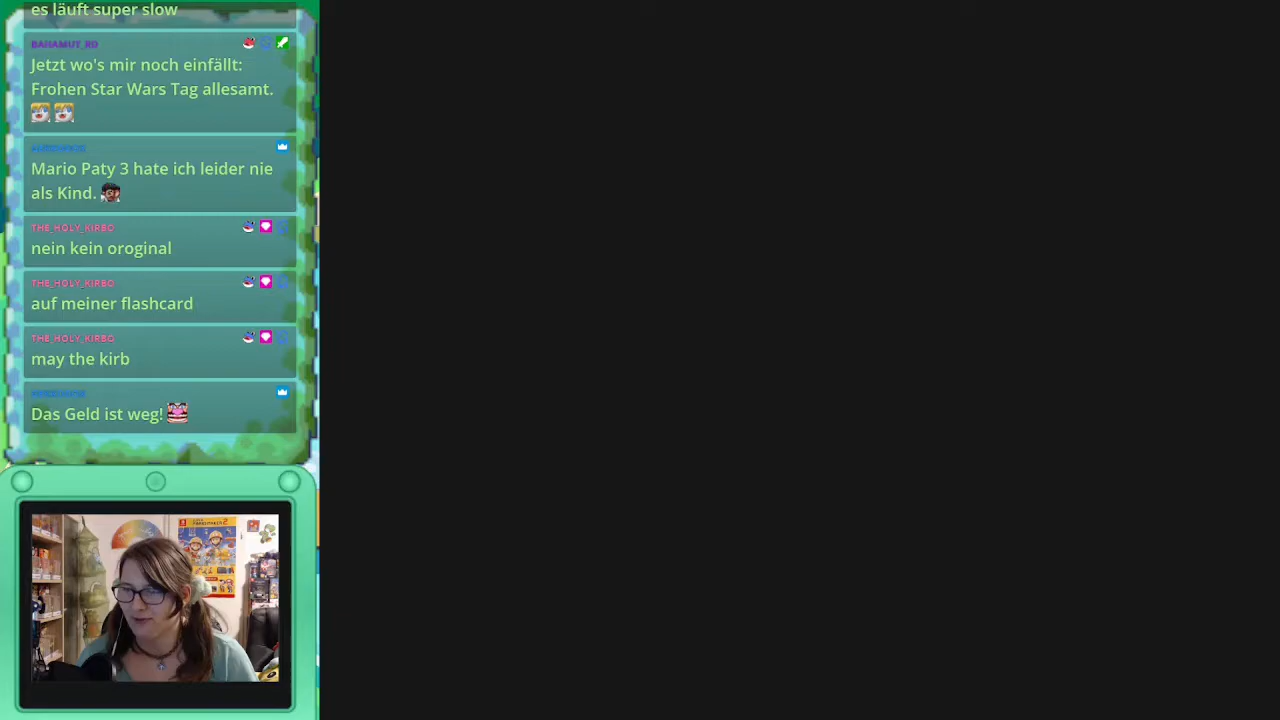 es läuft super slow
BAHAMUT_RD
Jetzt wo's mir noch einfällt:
Frohen Star Wars Tag allesamt.
Mario Paty 3 hate ich leider nie
als Kind.
THE_HOLY_KIRBO
nein kein oroginal
THE_HOLY_KIRBO
auf meiner flashcard
THE_HOLY_KIRBO
may the kirb
Das Geld ist weg!